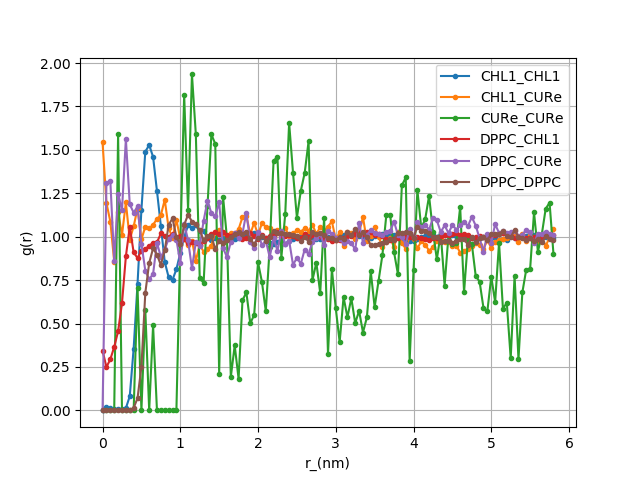 2.00
1.75
1.50
1.25
1.00
0.75
0.50
0.25
0.00
g(r)
0 1 2 3 4 5 6
r_(nm)
CHL1_CHL1
CHL1_CURe
CURe_CURe
DPPC_CHL1
DPPC_CURe
DPPC_DPPC